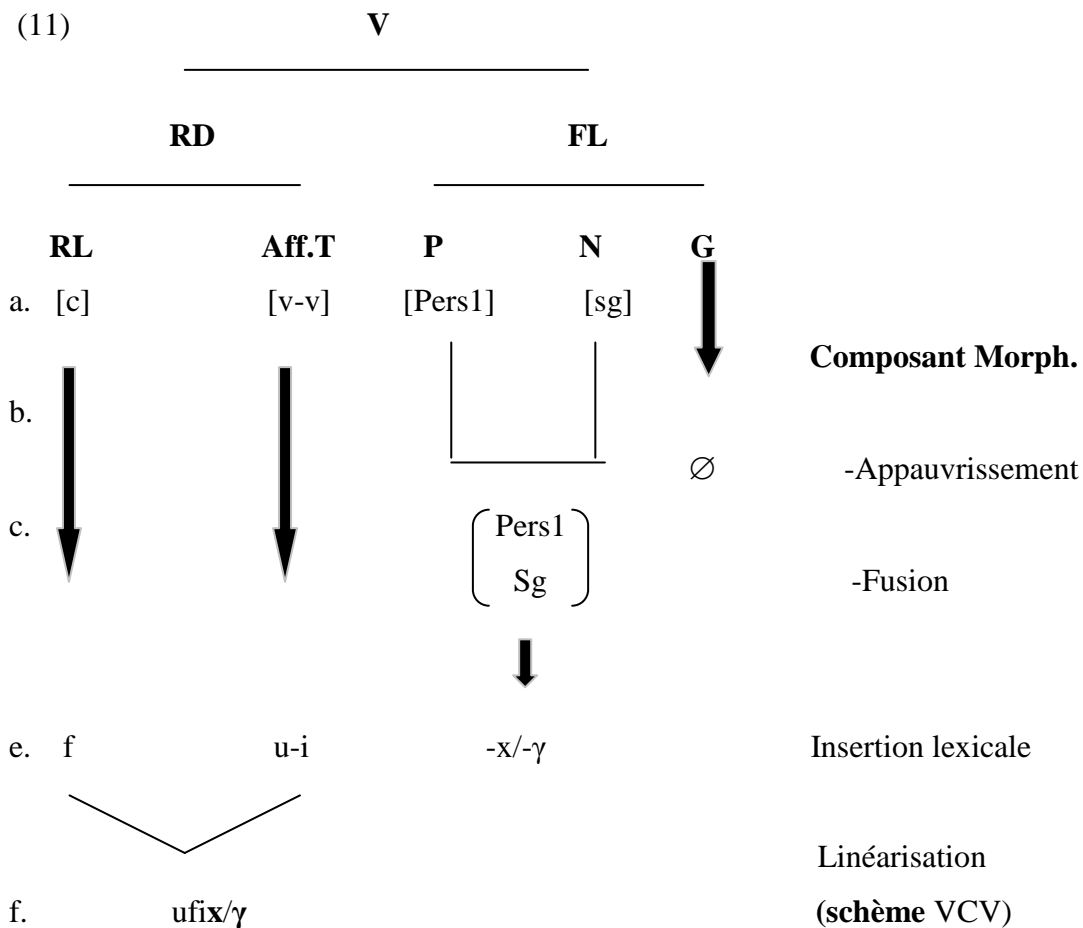 (11) V
RD FL
RL Aff.T P N G
a. [c] [v-v] [Pers1] [sg]
Composant Morph.
b.
∅ -Appauvrissement
c. Pers1
Sg -Fusion
e. f u-i -x/-γ Insertion lexicale
Linéarisation
f. ufix/γ (schème VCV)